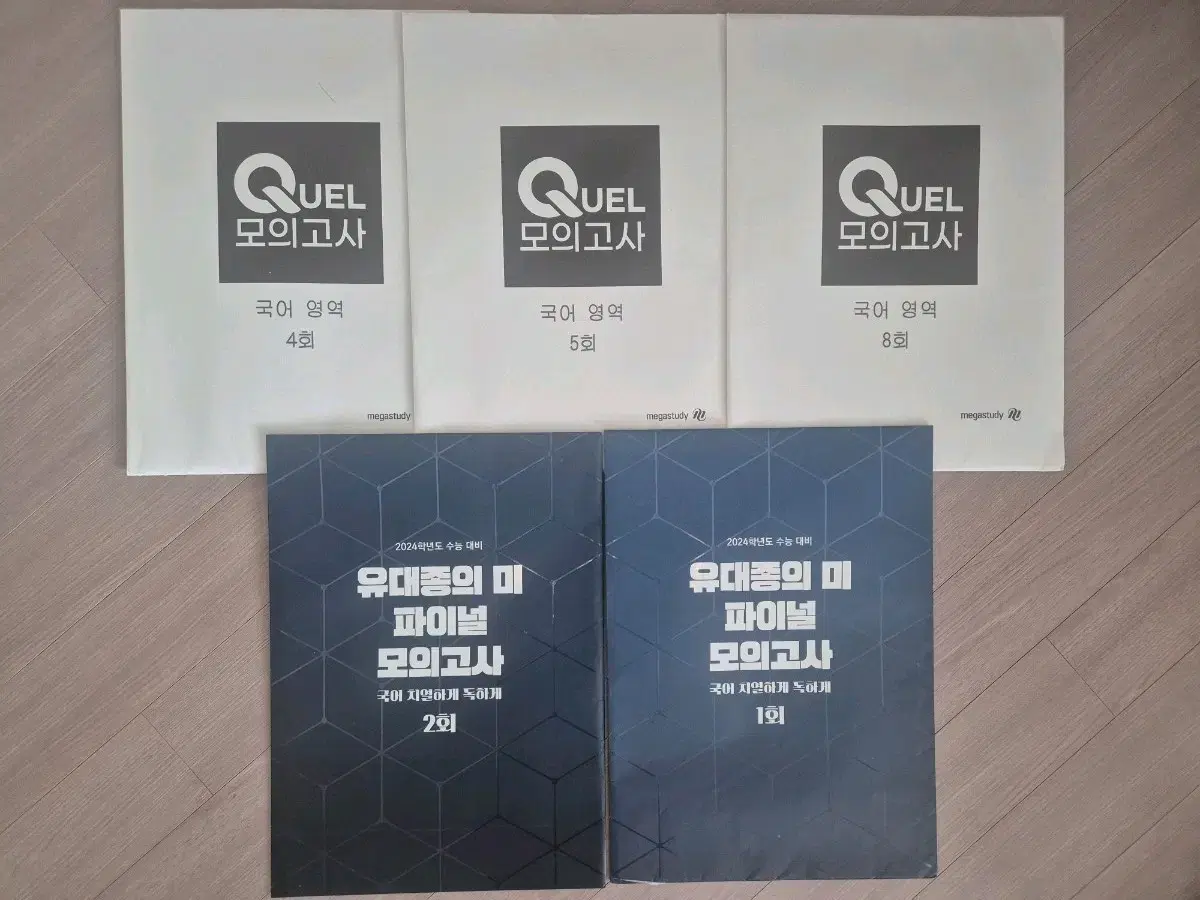 QUEL
모의고사
국어 영역
4회
megastudy
QUEL
모의고사
국어 영역
5회
megastudy
QUEL
모의고사
국어 영역
8회
megastudy
2024학년도 수능 대비
유대종의 미
파이널
모의고사
국어 치열하게 독하게
2회
2024학년도 수능 대비
유대종의 미
파이널
모의고사
국어 치열하게 독하게
1회